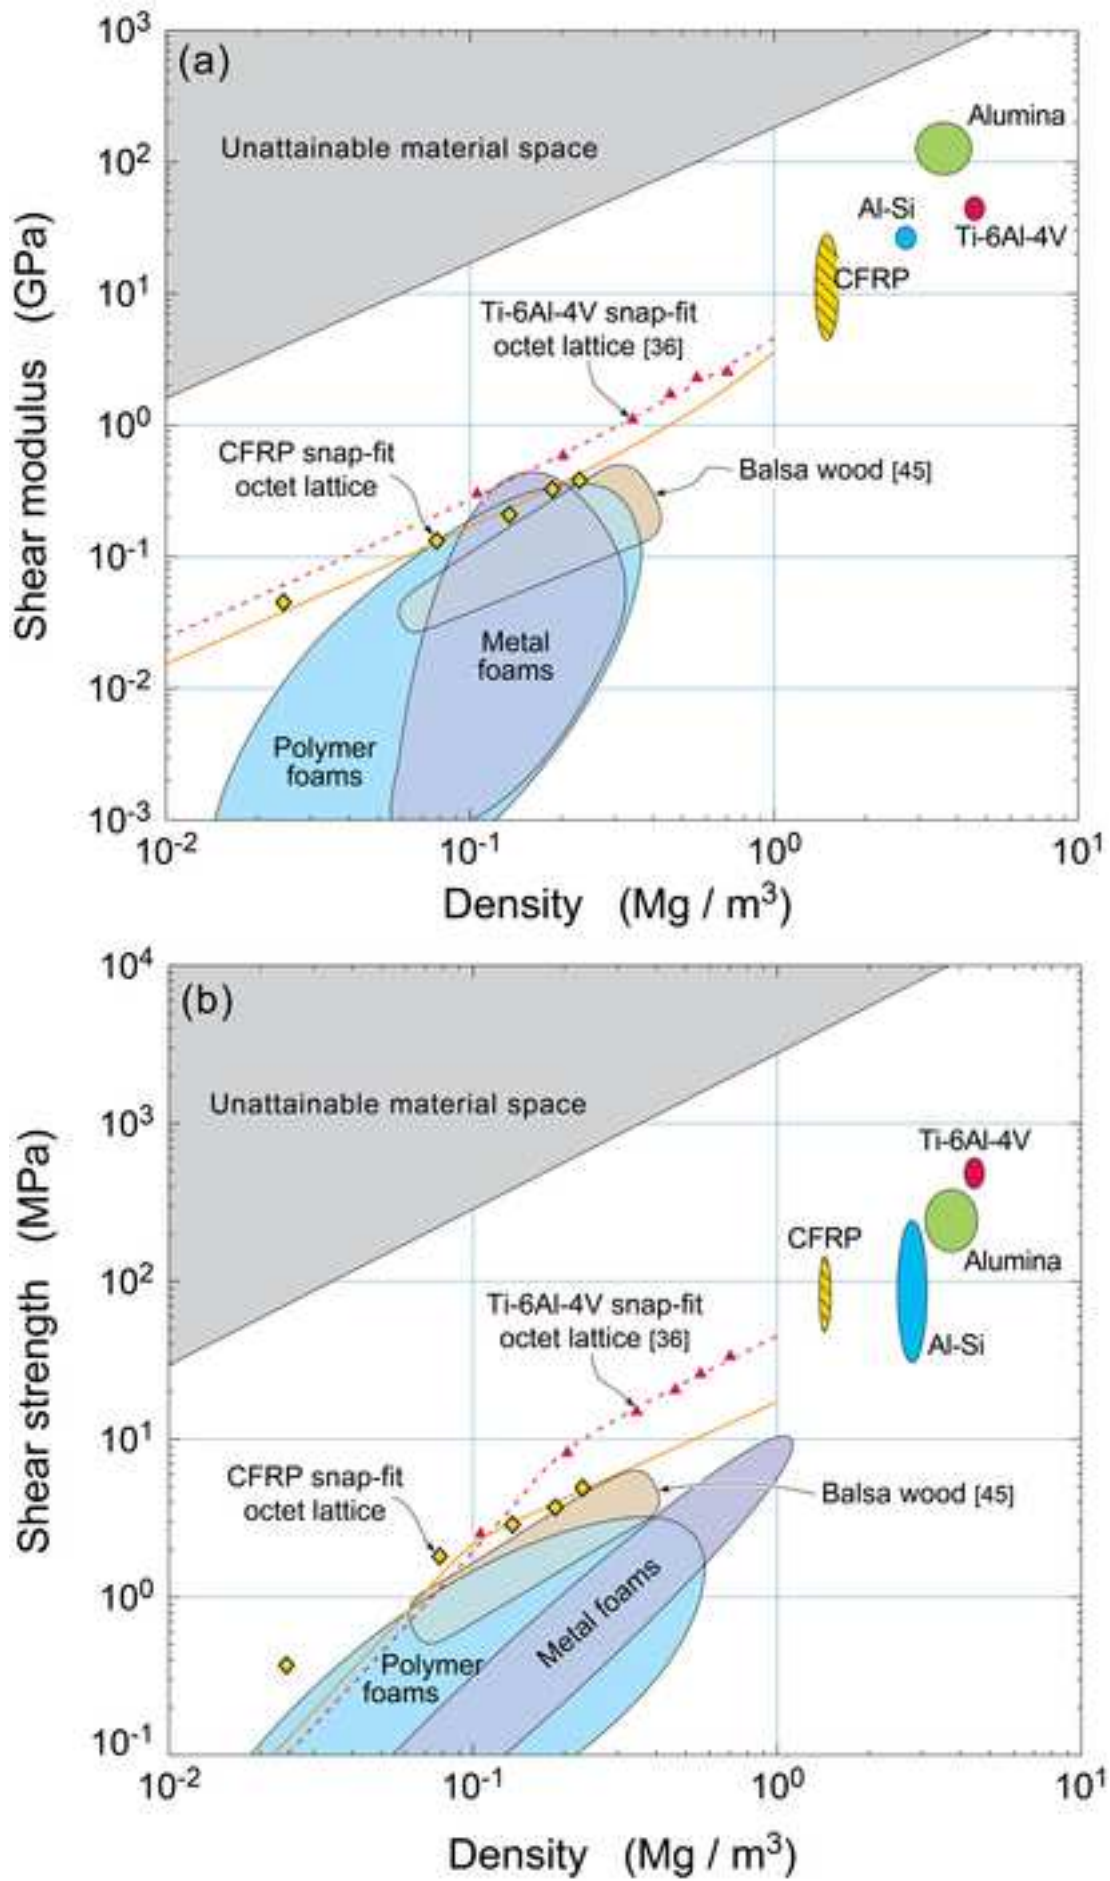 (a)
10³
10²
10¹
10⁰
10⁻¹
10⁻²
10⁻³
Shear modulus (GPa)
Unattainable material space
Alumina
Al-Si
Ti-6Al-4V
CFRP
Ti-6Al-4V snap-fit
octet lattice [36]
CFRP snap-fit
octet lattice
Balsa wood [45]
Metal
foams
Polymer
foams
10⁻²
10⁻¹
10⁰
10¹
Density (Mg / m³)
(b)
10⁴
10³
10²
10¹
10⁰
10⁻¹
Shear strength (MPa)
Unattainable material space
Ti-6Al-4V
CFRP
Alumina
Al-Si
Ti-6Al-4V snap-fit
octet lattice [36]
CFRP snap-fit
octet lattice
Balsa wood [45]
Metal foams
Polymer
foams
10⁻²
10⁻¹
10⁰
10¹
Density (Mg / m³)